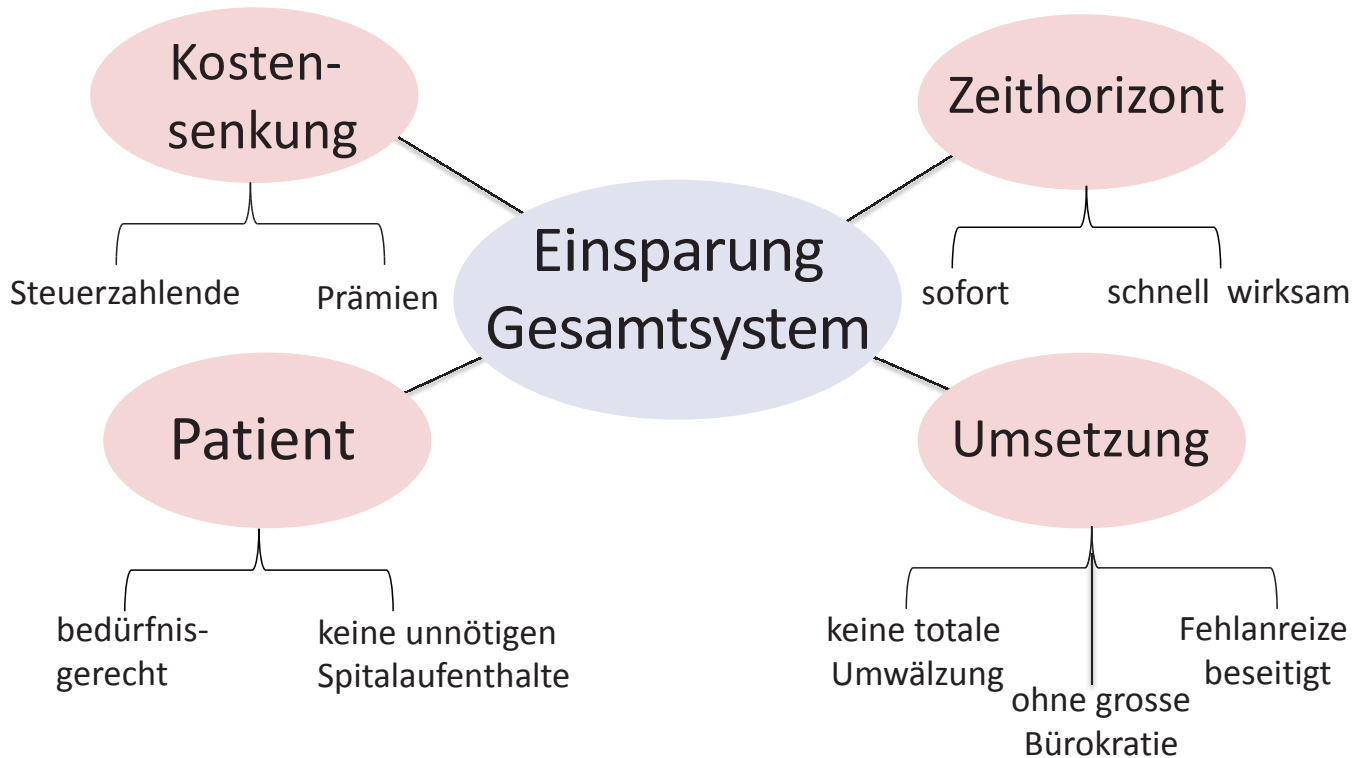 Kosten-
senkung
Steuerzahlende
Prämien
Zeithorizont
sofort
schnell wirksam
Einsparung
Gesamtsystem
Patient
bedürfnis-
gerecht
keine unnötigen
Spitalaufenthalte
Umsetzung
keine totale
Umwälzung
ohne grosse
Bürokratie
Fehlanreize
beseitigt